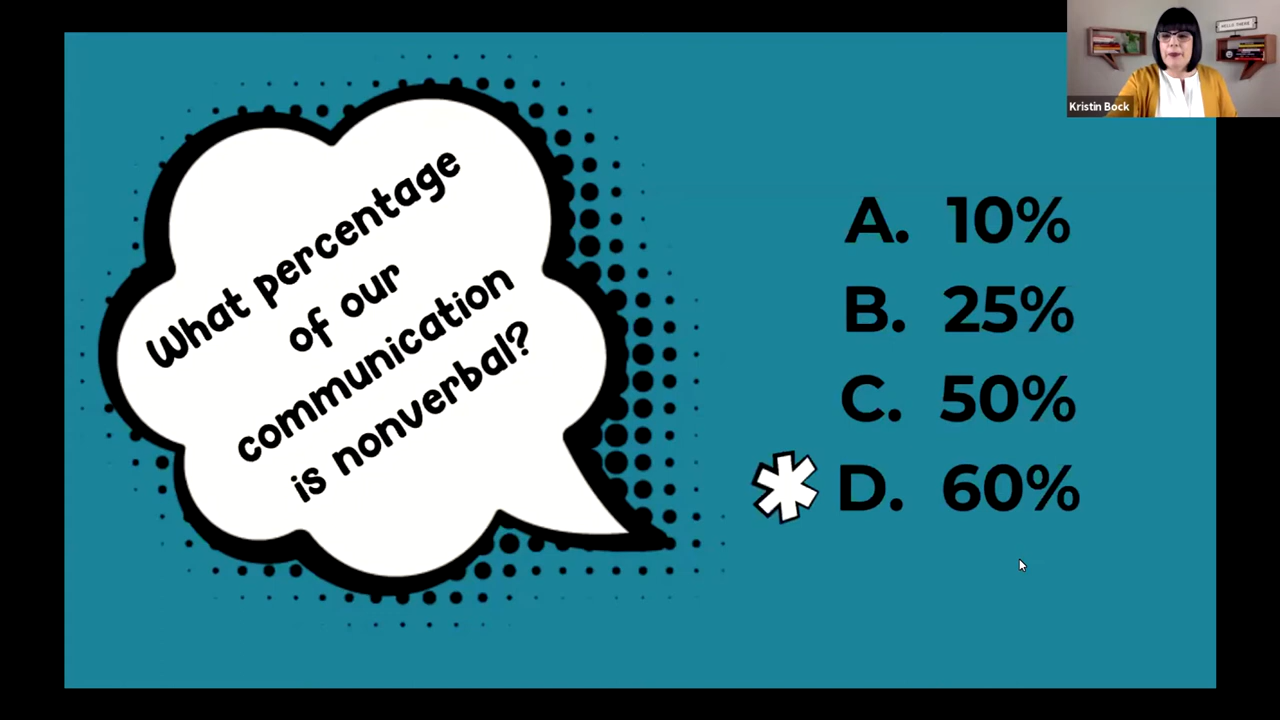 What percentage
of our
communication
is nonverbal?
A. 10%
B. 25%
C. 50%
D. 60%
Kristin Bock